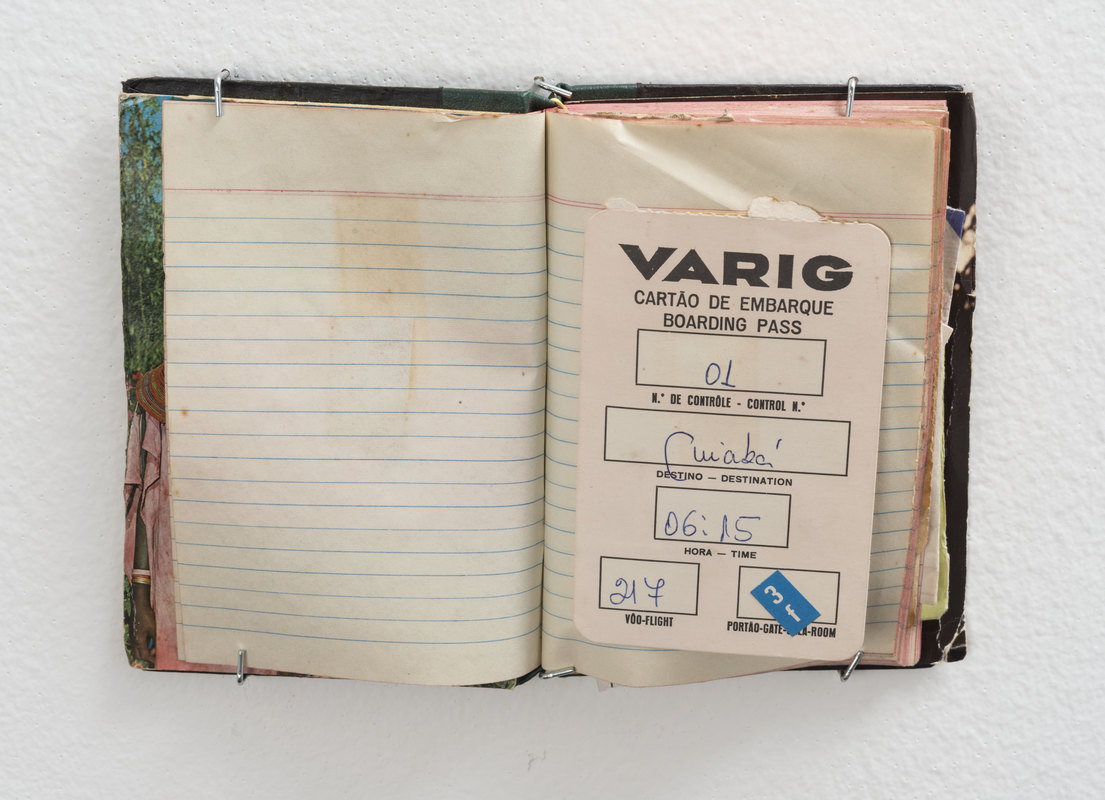 VARIG
CARTÃO DE EMBARQUE
BOARDING PASS
01
N.º DE CONTRÔLE - CONTROL N.º
Cuiabá
DESTINO — DESTINATION
06:15
HORA — TIME
217
VÔO-FLIGHT
3
PORTÃO-GATE- -ROOM